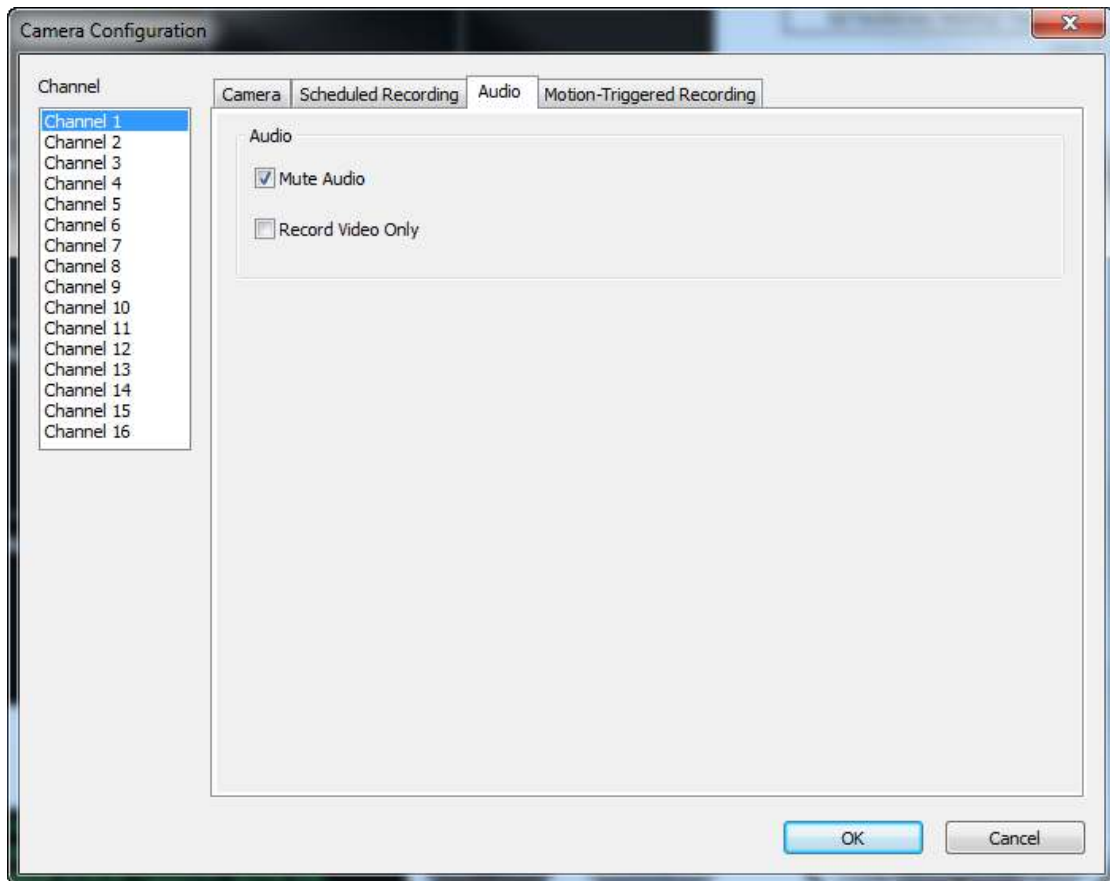 Camera Configuration
Channel
Channel 1
Channel 2
Channel 3
Channel 4
Channel 5
Channel 6
Channel 7
Channel 8
Channel 9
Channel 10
Channel 11
Channel 12
Channel 13
Channel 14
Channel 15
Channel 16
Camera
Scheduled Recording
Audio
Motion-Triggered Recording
Audio
Mute Audio
Record Video Only
OK
Cancel